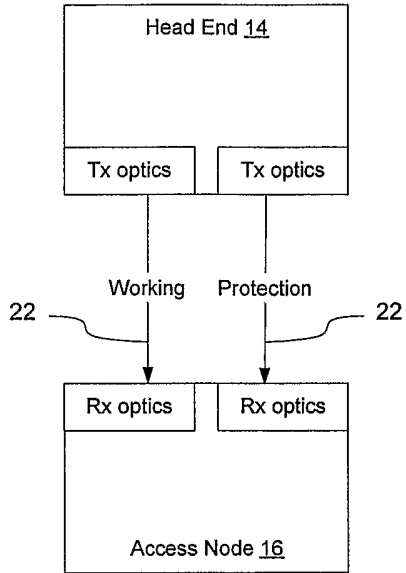 Head End 14
Tx optics Tx optics
Working Protection
22 22
Rx optics Rx optics
Access Node 16